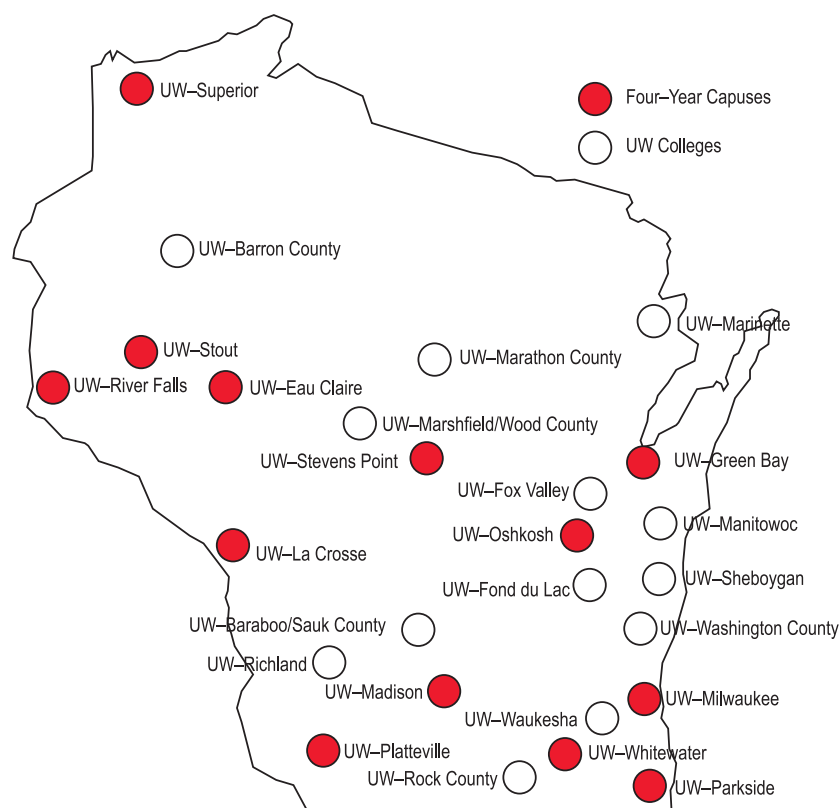 UW–Superior
Four–Year Capuses
UW Colleges
UW–Barron County
UW–Marinette
UW–Stout
UW–Marathon County
UW–River Falls
UW–Eau Claire
UW–Marshfield/Wood County
UW–Stevens Point
UW–Green Bay
UW–Fox Valley
UW–Manitowoc
UW–Oshkosh
UW–La Crosse
UW–Sheboygan
UW–Fond du Lac
UW–Baraboo/Sauk County
UW–Washington County
UW–Richland
UW–Madison
UW–Milwaukee
UW–Waukesha
UW–Platteville
UW–Whitewater
UW–Rock County
UW–Parkside